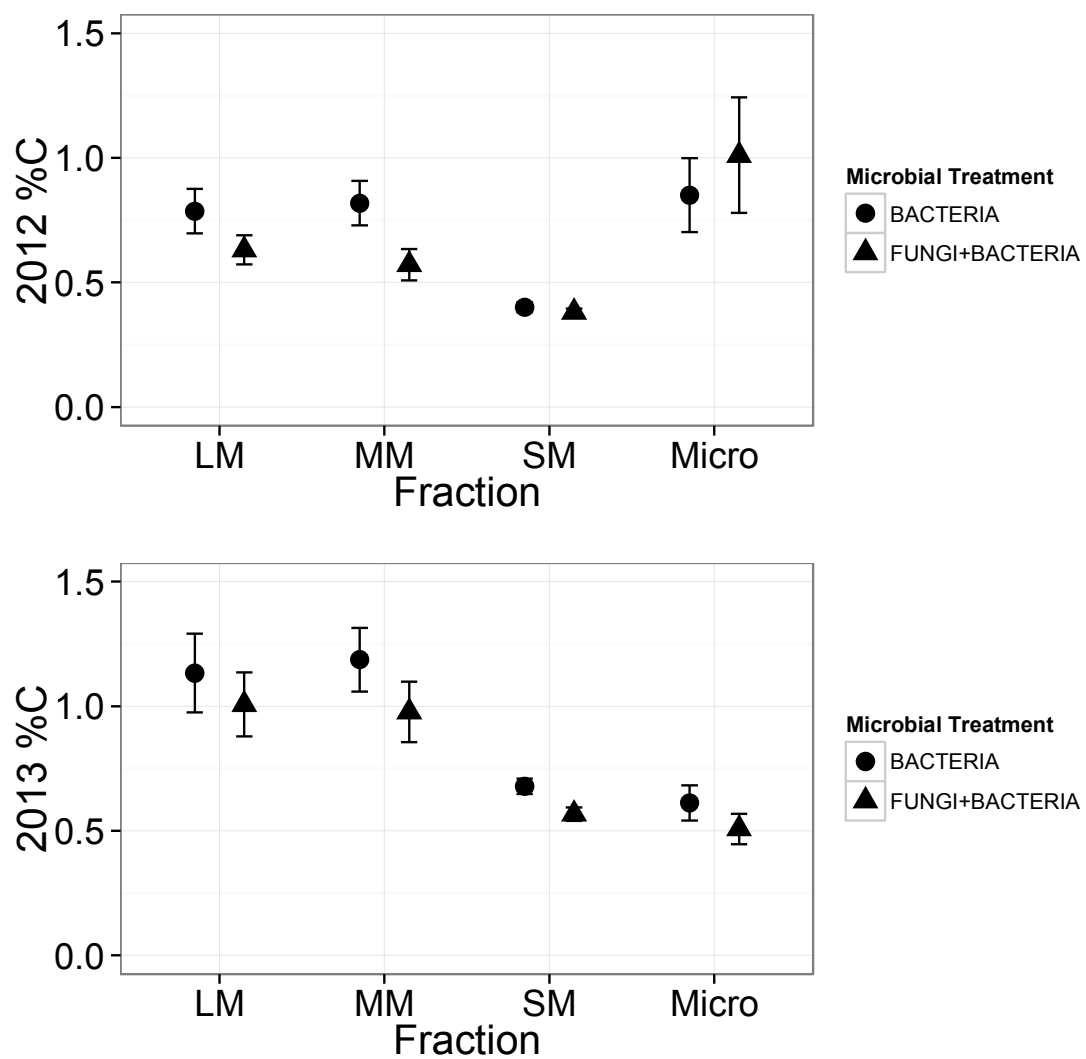 2012 %C
1.5
1.0
0.5
0.0
LM MM SM Micro
Fraction
Microbial Treatment
BACTERIA
FUNGI+BACTERIA
2013 %C
1.5
1.0
0.5
0.0
LM MM SM Micro
Fraction
Microbial Treatment
BACTERIA
FUNGI+BACTERIA